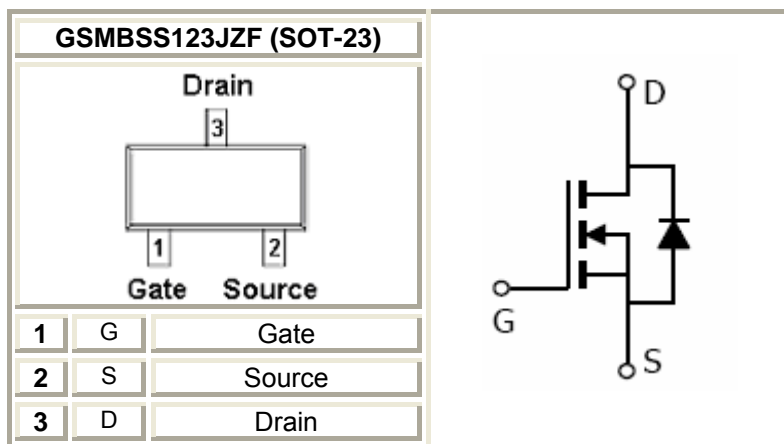 GSMBSS123JZF (SOT-23)
Drain
3
1
2
Gate Source
1 G Gate
2 S Source
3 D Drain
D
G
S